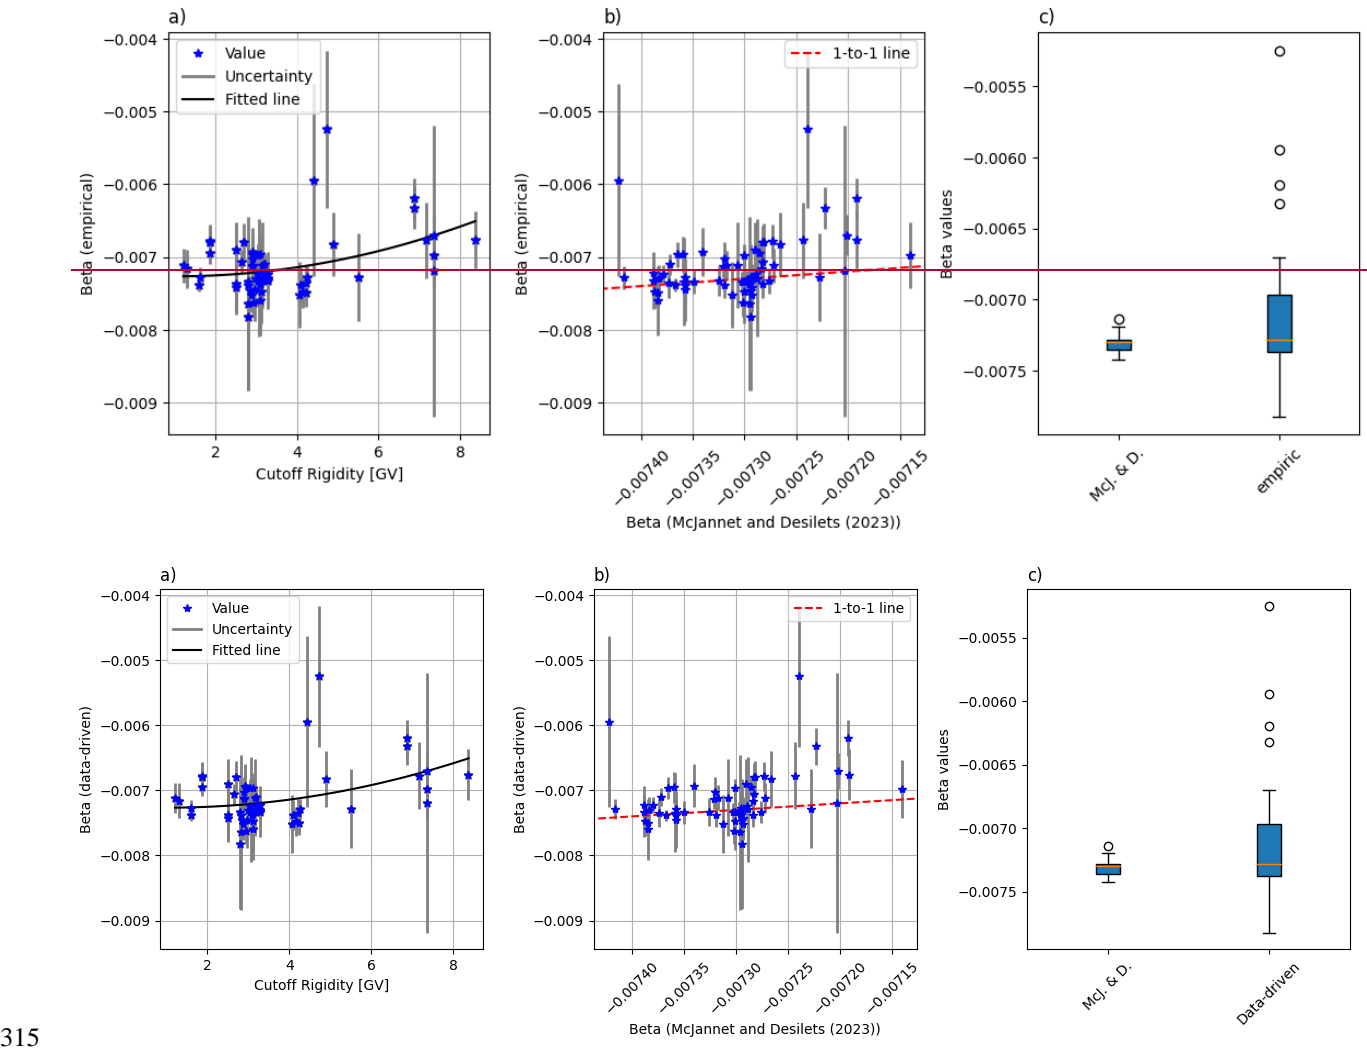 a)
b)
c)
Value
Uncertainty
Fitted line
−0.004
−0.005
−0.006
−0.007
−0.008
−0.009
Beta (empirical)
2
4
6
8
Cutoff Rigidity [GV]
1-to-1 line
−0.004
−0.005
−0.006
−0.007
−0.008
−0.009
Beta (empirical)
−0.00740
−0.00735
−0.00730
−0.00725
−0.00720
−0.00715
Beta (McJannet and Desilets (2023))
−0.0055
−0.0060
−0.0065
−0.0070
−0.0075
Beta values
McJ. & D.
empiric
a)
b)
c)
Value
Uncertainty
Fitted line
−0.004
−0.005
−0.006
−0.007
−0.008
−0.009
Beta (data-driven)
2
4
6
8
Cutoff Rigidity [GV]
1-to-1 line
−0.004
−0.005
−0.006
−0.007
−0.008
−0.009
Beta (data-driven)
−0.00740
−0.00735
−0.00730
−0.00725
−0.00720
−0.00715
Beta (McJannet and Desilets (2023))
−0.0055
−0.0060
−0.0065
−0.0070
−0.0075
Beta values
McJ. & D.
Data-driven
315